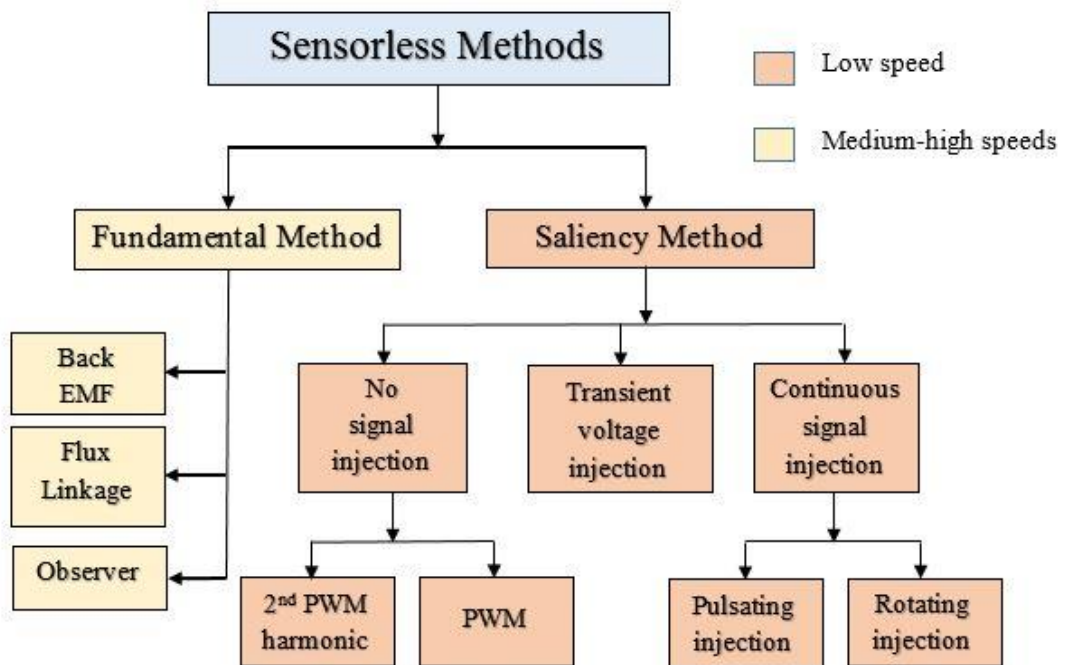 Sensorless Methods
Low speed
Medium-high speeds
Fundamental Method
Saliency Method
Back
EMF
Flux
Linkage
Observer
No
signal
injection
Transient
voltage
injection
Continuous
signal
injection
2nd PWM
harmonic
PWM
Pulsating
injection
Rotating
injection